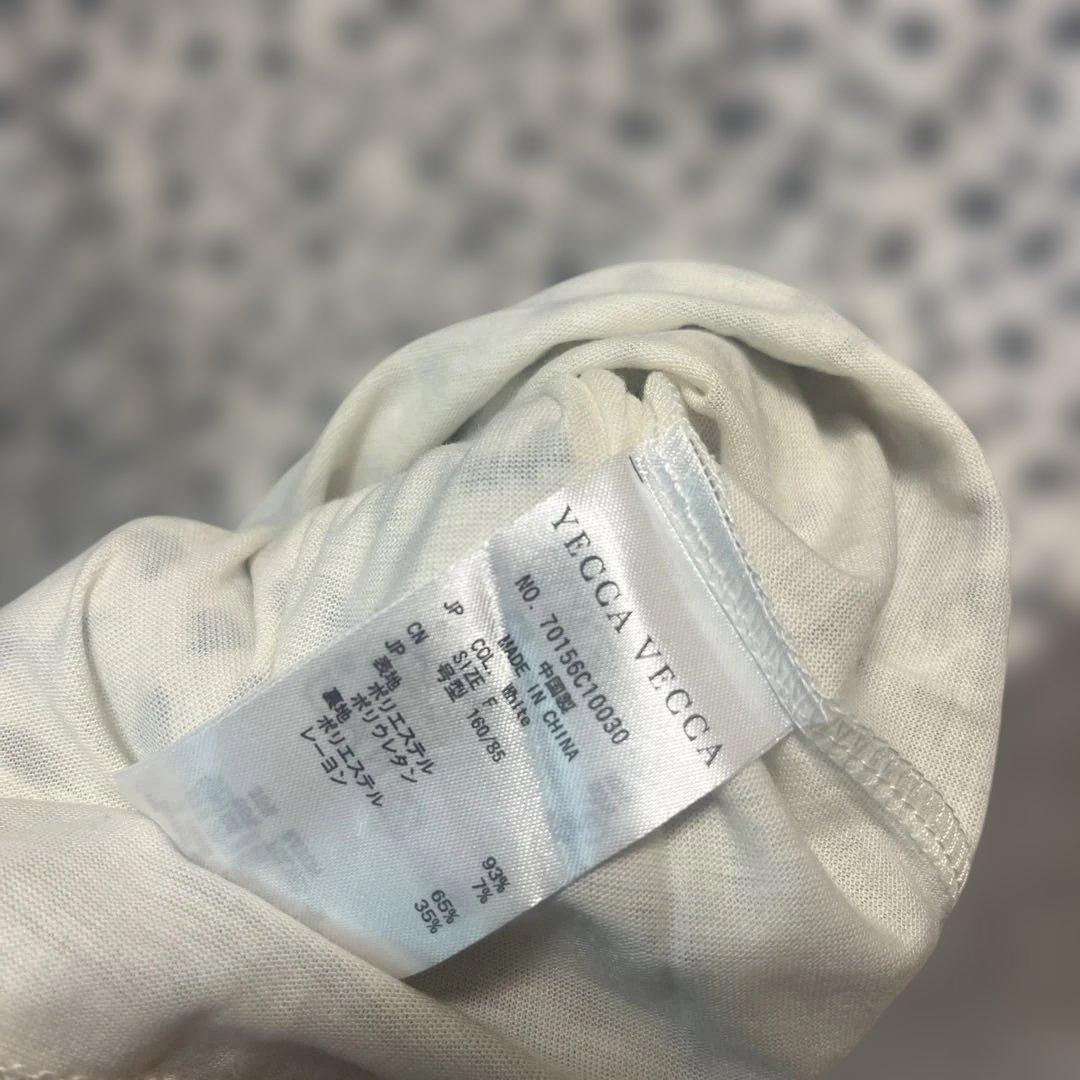 YECCA VECCA
NO. 70156C10030
中国製
MADE IN CHINA
COL. White
JP SIZE F
CN 号型 160/85
JP
表地
ポリエステル 93%
ポリウレタン 7%
裏地
ポリエステル 65%
レーヨン 35%